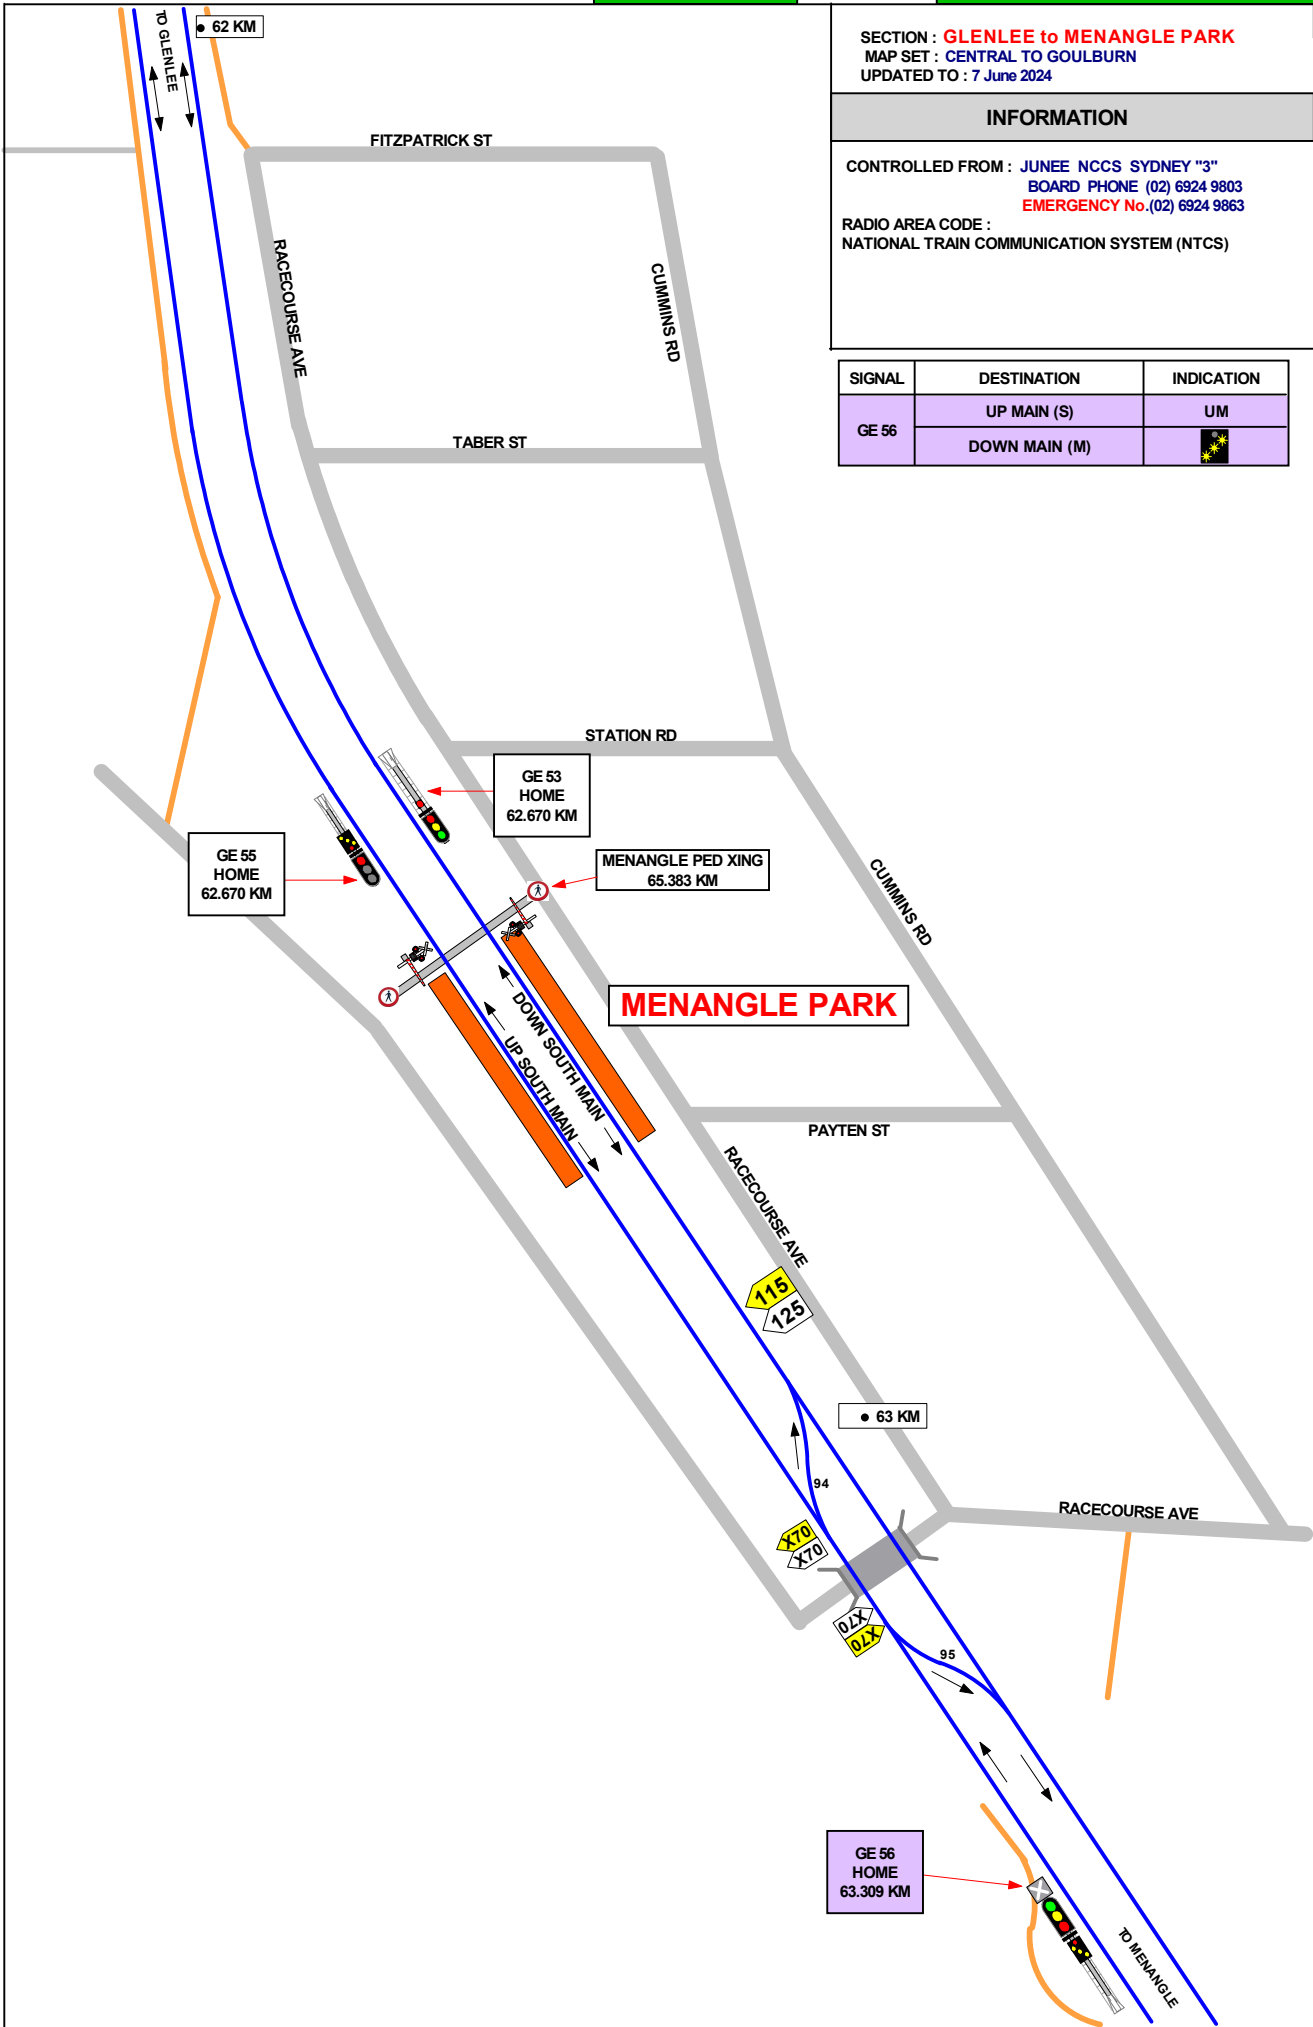 SECTION : GLENLEE to MENANGLE PARK
MAP SET : CENTRAL TO GOULBURN
UPDATED TO : 7 June 2024
INFORMATION
CONTROLLED FROM : JUNEE NCCS SYDNEY "3"
BOARD PHONE (02) 6924 9803
EMERGENCY No.(02) 6924 9863
RADIO AREA CODE :
NATIONAL TRAIN COMMUNICATION SYSTEM (NTCS)
SIGNAL DESTINATION INDICATION
GE 56 UP MAIN (S) UM
DOWN MAIN (M)
TO GLENLEE
62 KM
FITZPATRICK ST
RACECOURSE AVE
CUMMINS RD
TABER ST
STATION RD
GE 53
HOME
62.670 KM
GE 55
HOME
62.670 KM
MENANGLE PED XING
65.383 KM
CUMMINS RD
MENANGLE PARK
DOWN SOUTH MAIN
UP SOUTH MAIN
PAYTEN ST
RACECOURSE AVE
115
125
63 KM
94
X70
X70
RACECOURSE AVE
X70
X70
95
GE 56
HOME
63.309 KM
TO MENANGLE